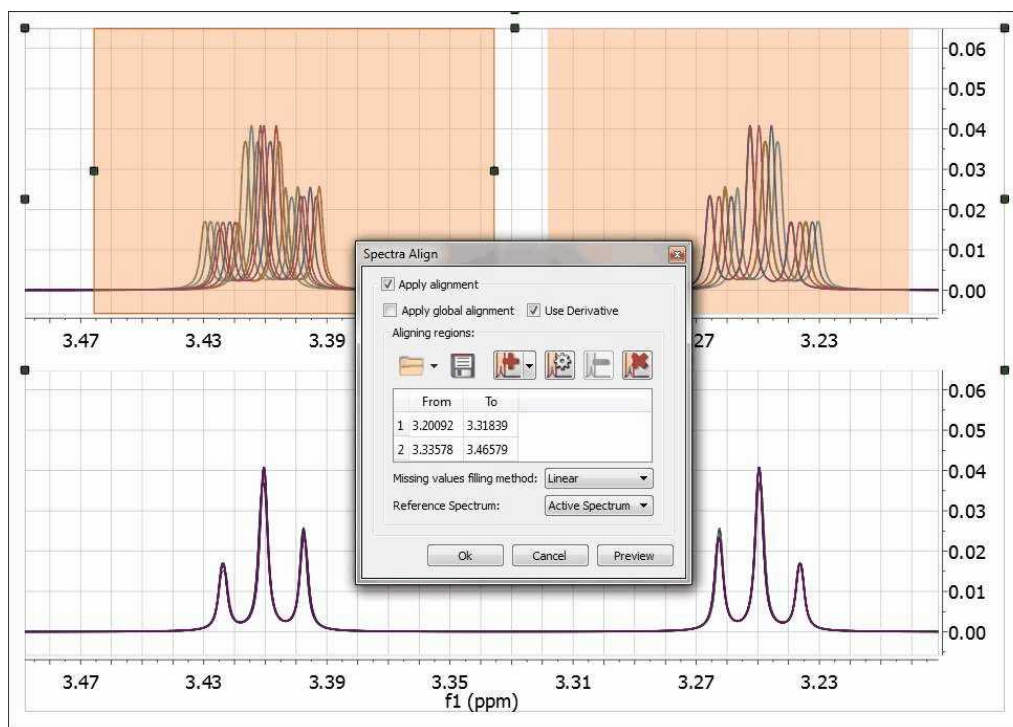 0.06
0.05
0.04
0.03
0.02
0.01
0.00
3.47 3.43 3.39 27 3.23
Spectra Align
Apply alignment
Apply global alignment Use Derivative
Aligning regions:
From To
1 3.20092 3.31839
2 3.33578 3.46579
Missing values filling method: Linear
Reference Spectrum: Active Spectrum
Ok Cancel Preview
0.06
0.05
0.04
0.03
0.02
0.01
0.00
3.47 3.43 3.39 3.35 3.31 3.27 3.23
f1 (ppm)